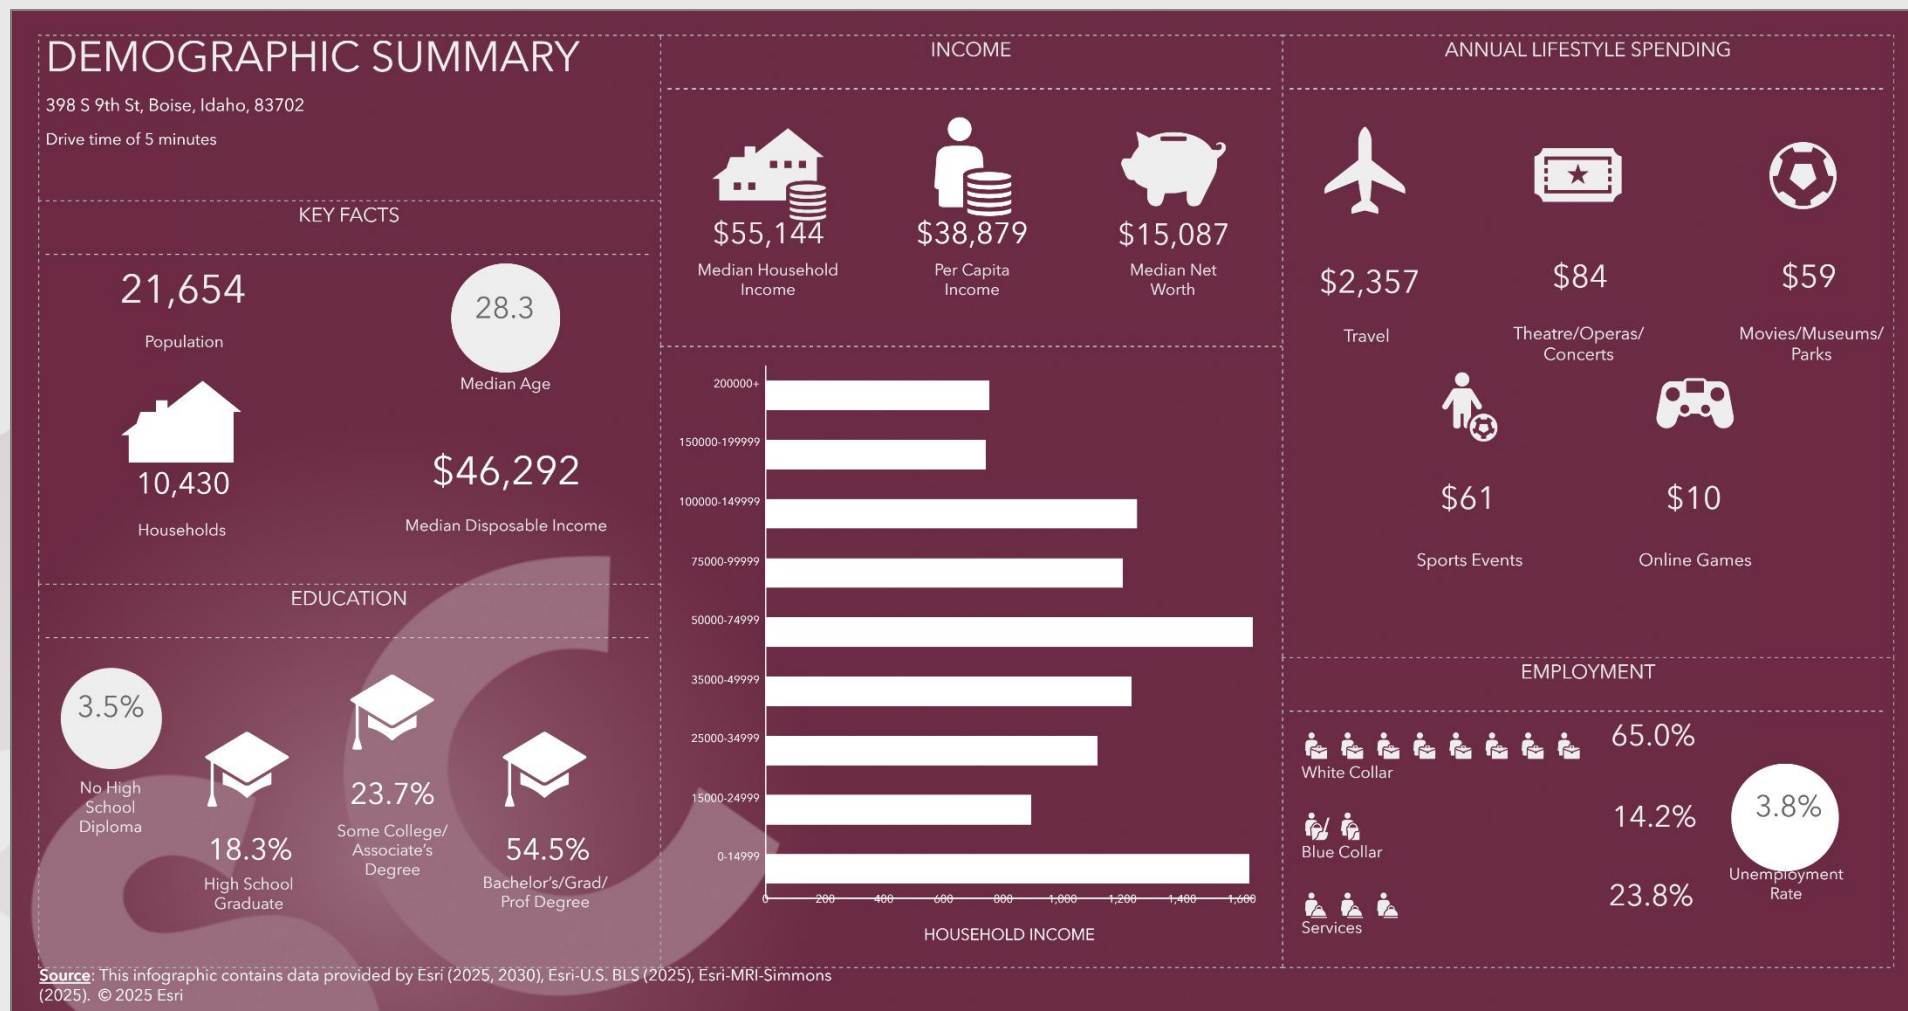 DEMOGRAPHIC SUMMARY
398 S 9th St, Boise, Idaho, 83702
Drive time of 5 minutes
KEY FACTS
21,654
Population
28.3
Median Age
10,430
Households
$46,292
Median Disposable Income
EDUCATION
3.5%
No High
School
Diploma
18.3%
High School
Graduate
23.7%
Some College/
Associate's
Degree
54.5%
Bachelor's/Grad/
Prof Degree
INCOME
$55,144
Median Household
Income
$38,879
Per Capita
Income
$15,087
Median Net
Worth
200000+
150000-199999
100000-149999
75000-99999
50000-74999
35000-49999
25000-34999
15000-24999
0-14999
0 200 400 600 800 1,000 1,200 1,400 1,600
HOUSEHOLD INCOME
ANNUAL LIFESTYLE SPENDING
$2,357
Travel
$84
Theatre/Operas/
Concerts
$59
Movies/Museums/
Parks
$61
Sports Events
$10
Online Games
EMPLOYMENT
65.0%
White Collar
14.2%
Blue Collar
23.8%
Services
3.8%
Unemployment
Rate
Source: This infographic contains data provided by Esri (2025, 2030), Esri-U.S. BLS (2025), Esri-MRI-Simmons
(2025). © 2025 Esri
SC